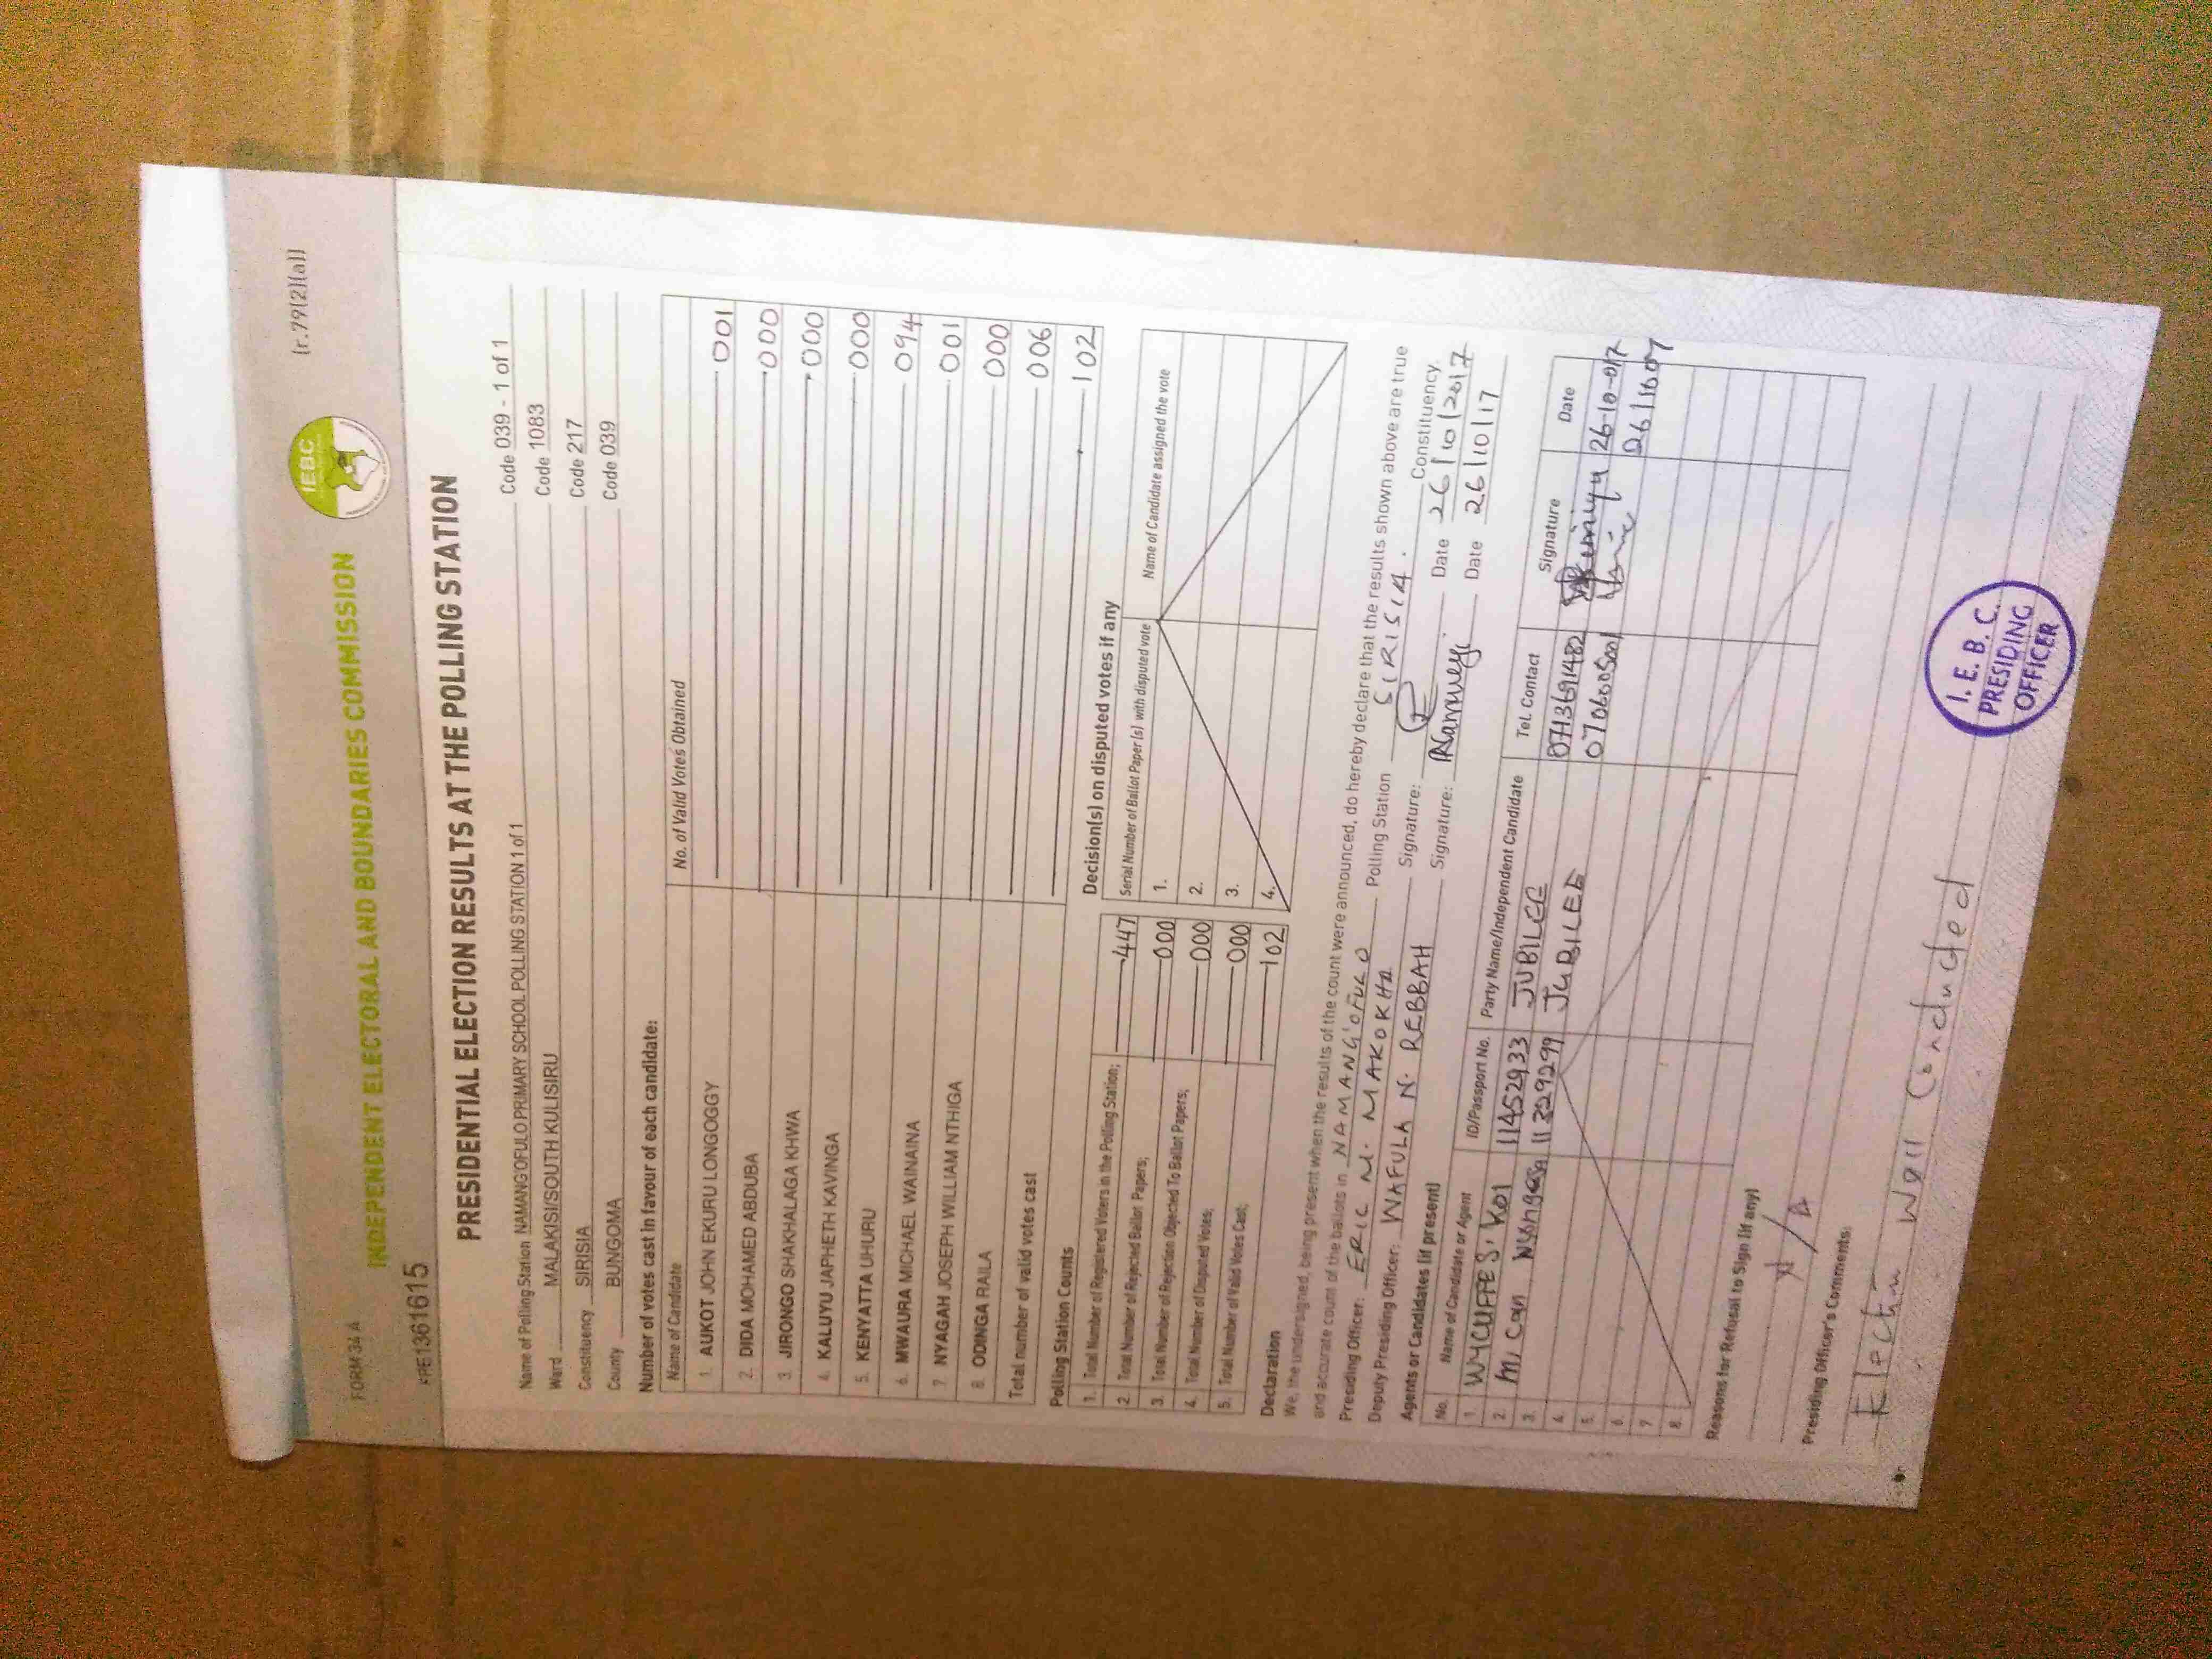 FORM 34 A
(r.79(2)(a))
INDEPENDENT ELECTORAL AND BOUNDARIES COMMISSION
IEBC
PRE1361615
PRESIDENTIAL ELECTION RESULTS AT THE POLLING STATION
Name of Polling Station NAMANG'OFULO PRIMARY SCHOOL POLLING STATION 1 of 1 Code 039 - 1 of 1
Ward MALAKISI/SOUTH KULISIRU Code 1083
Constituency SIRISIA Code 217
County BUNGOMA Code 039
Number of votes cast in favour of each candidate:
Name of Candidate No. of Valid Votes Obtained
1. AUKOT JOHN EKURU LONGOGGY 001
2. DIDA MOHAMED ABDUBA 000
3. JIRONGO SHAKHALAGA KHWA 000
4. KALUYU JAPHETH KAVINGA 000
5. KENYATTA UHURU 094
6. MWAURA MICHAEL WAINAINA 001
7. NYAGAH JOSEPH WILLIAM NTHIGA 000
8. ODINGA RAILA 006
Total number of valid votes cast 102
Polling Station Counts
1. Total Number of Registered Voters in the Polling Station; 447
2. Total Number of Rejected Ballot Papers; 000
3. Total Number of Rejection Objected To Ballot Papers; 000
4. Total Number of Disputed Votes; 000
5. Total Number of Valid Votes Cast; 102
Decision(s) on disputed votes if any
Serial Number of Ballot Paper (s) with disputed vote Name of Candidate assigned the vote
1.
2.
3.
4.
Declaration
We, the undersigned, being present when the results of the count were announced, do hereby declare that the results shown above are true
and accurate count of the ballots in NAMANG'OFULO Polling Station SIRISIA. Constituency.
Presiding Officer: ERIC M. MAKOKHA Signature: Date 26/10/2017
Deputy Presiding Officer: WAFULA N. REBBAH Signature: Date 26/10/17
Agents or Candidates (if present)
No. Name of Candidate or Agent ID/Passport No. Party Name/Independent Candidate Tel. Contact Signature Date
1. WYCLIFFE S. KOI 11452933 JUBILEE 0713691482 26-10-017
2. 11229299 JUBILEE 0706005001
3.
4.
5.
6.
7.
8.
Reasons for Refusal to Sign (if any)
N/A
Presiding Officer's Comments:
Election Well Conducted
I. E. B. C.
PRESIDING
OFFICER